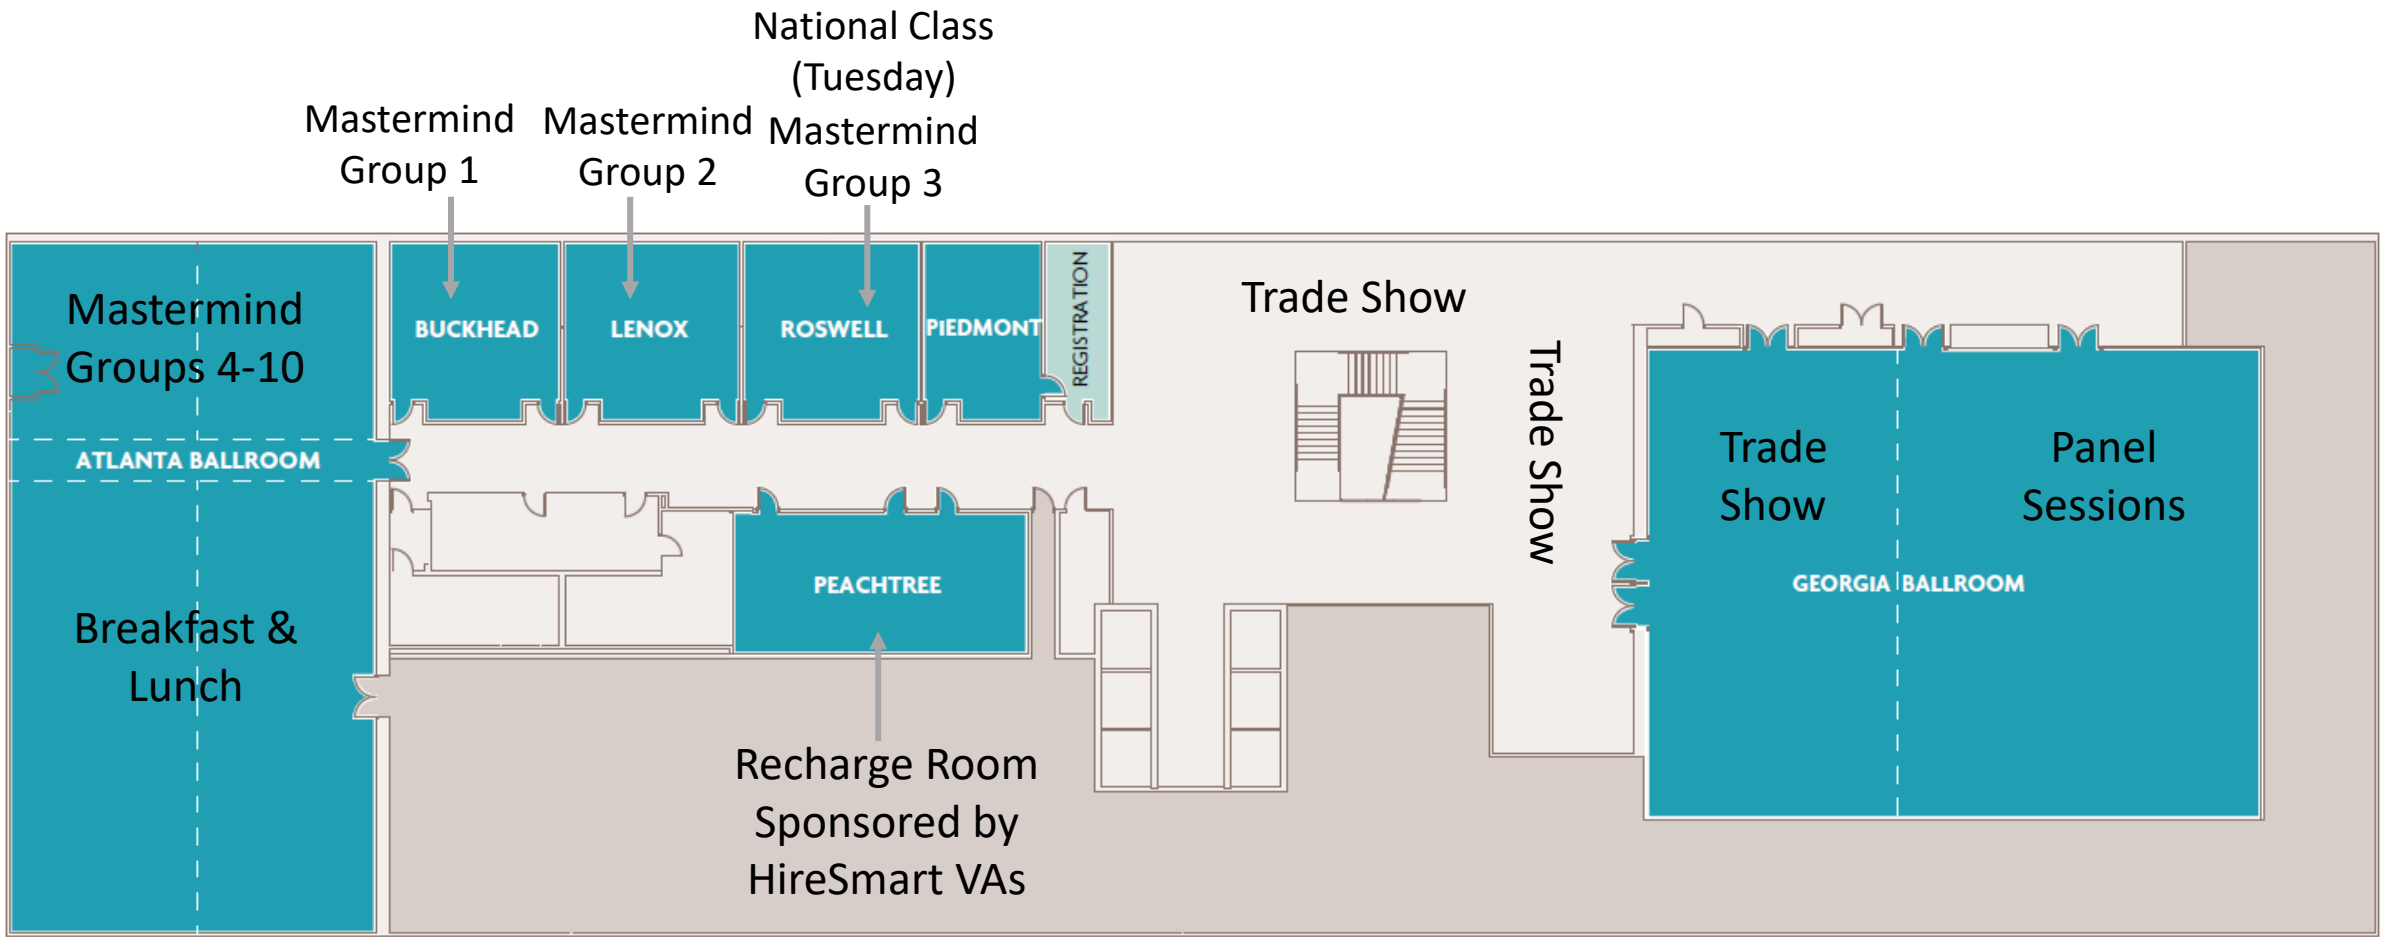 National Class
(Tuesday)
Mastermind
Group 1
Mastermind
Group 2
Mastermind
Group 3
Mastermind
Groups 4-10
ATLANTA BALLROOM
Breakfast &
Lunch
BUCKHEAD
LENOX
ROSWELL
PIEDMONT
REGISTRATION
PEACHTREE
Recharge Room
Sponsored by
HireSmart VAs
Trade Show
Trade Show
Trade
Show
Panel
Sessions
GEORGIA BALLROOM